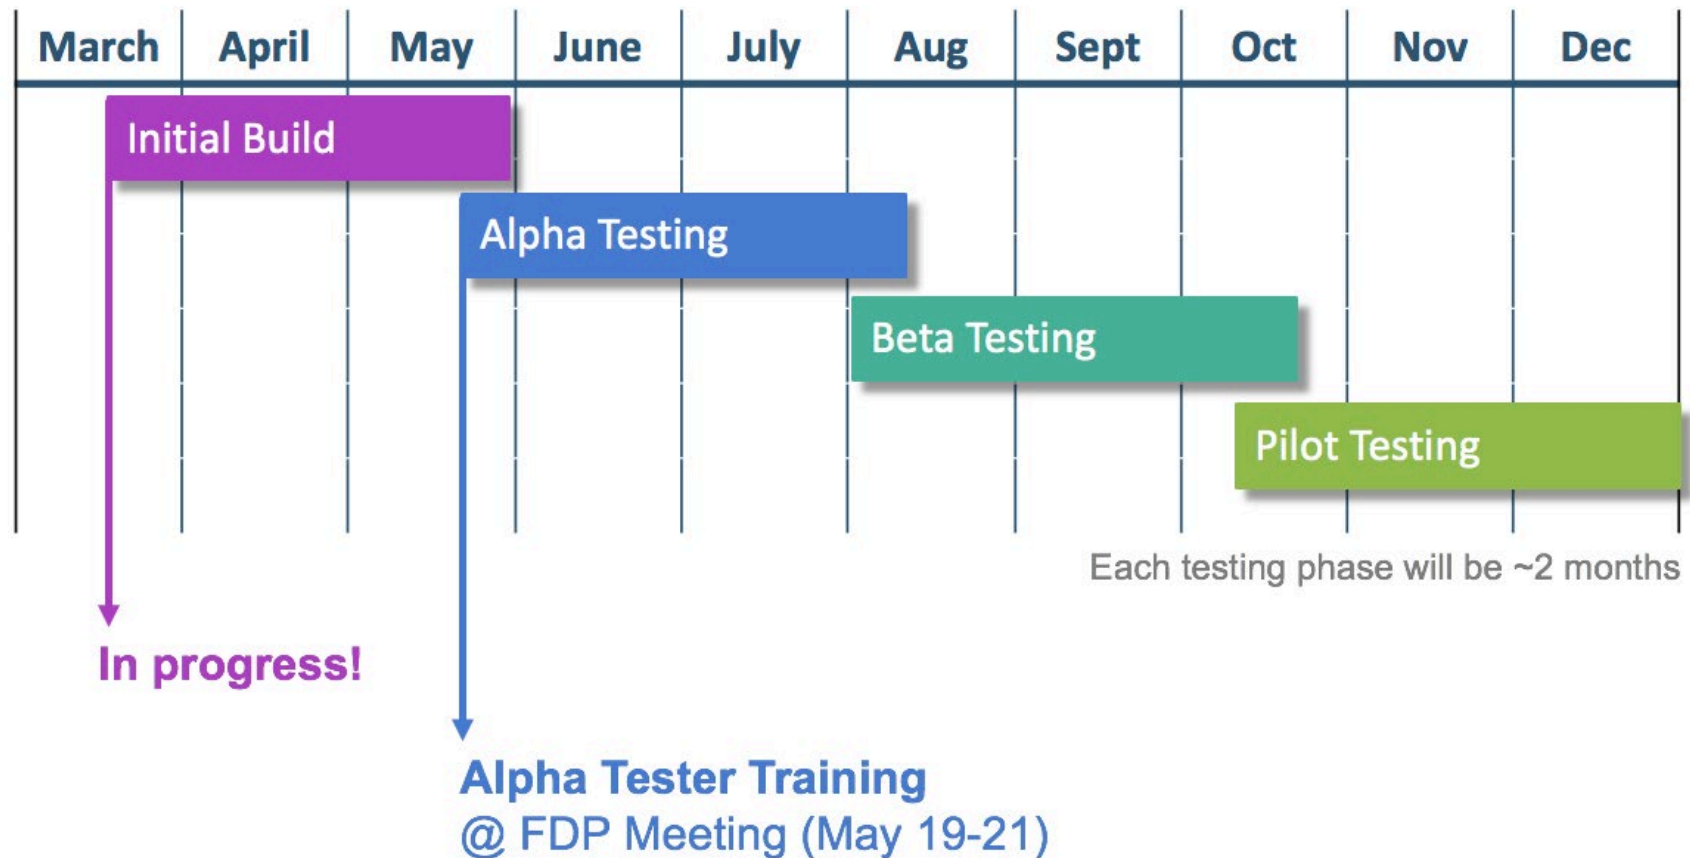 March April May June July Aug Sept Oct Nov Dec
Initial Build
Alpha Testing
Beta Testing
Pilot Testing
Each testing phase will be ~2 months
In progress!
Alpha Tester Training
@ FDP Meeting (May 19-21)